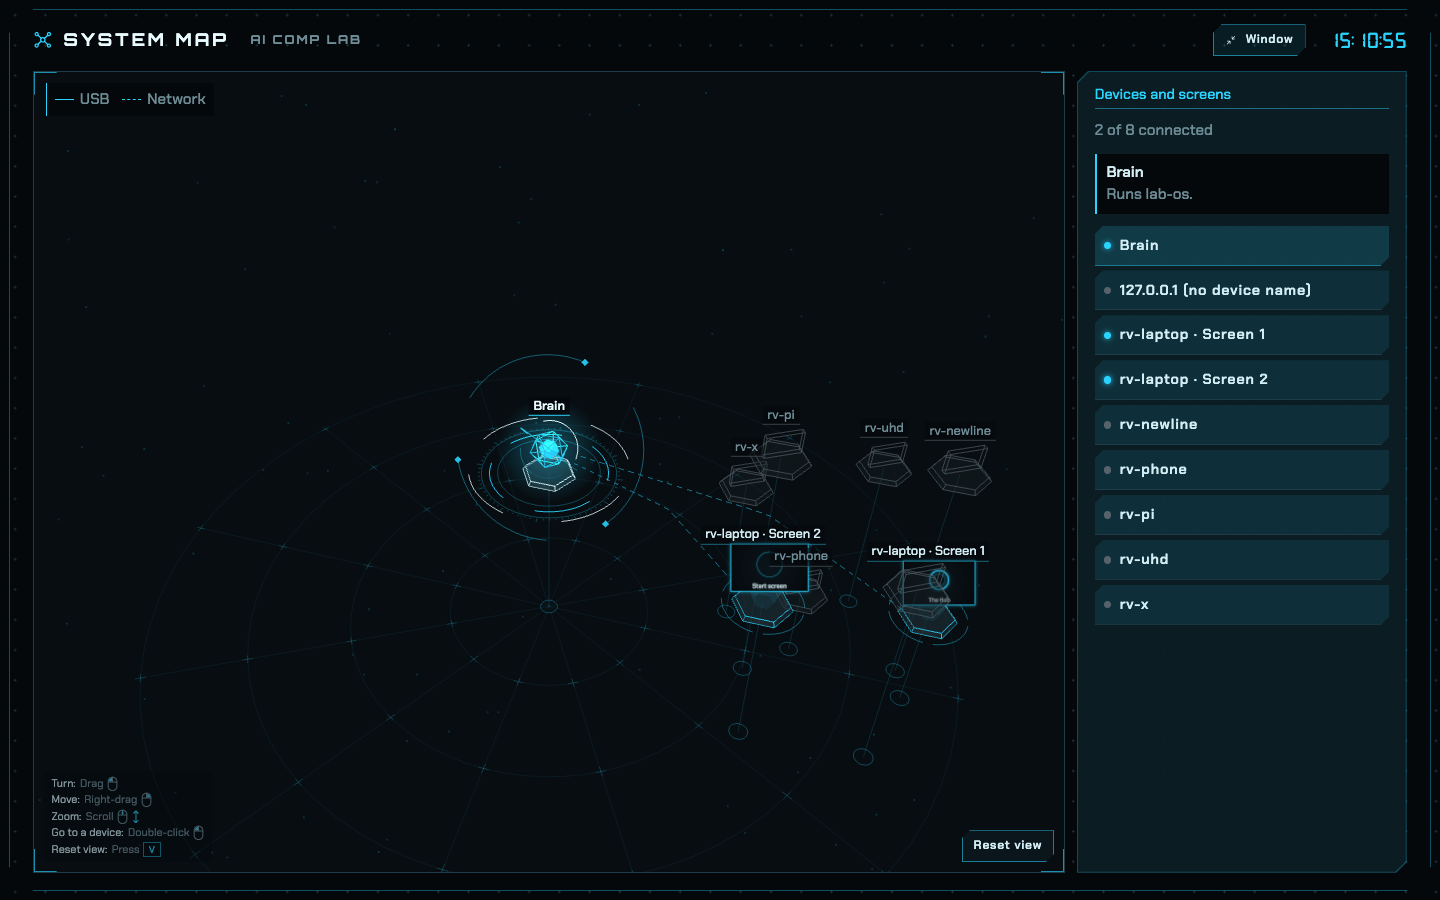 SYSTEM MAP AI COMP LAB
Window
15:10:55
USB Network
Devices and screens
2 of 8 connected
Brain
Runs lab-os.
Brain
127.0.0.1 (no device name)
rv-laptop · Screen 1
rv-laptop · Screen 2
rv-newline
rv-phone
rv-pi
rv-uhd
rv-x
Brain
rv-pi
rv-uhd
rv-newline
rv-x
rv-laptop · Screen 2
rv-phone
rv-laptop · Screen 1
Start screen
The Hub
Turn: Drag
Move: Right-drag
Zoom: Scroll
Go to a device: Double-click
Reset view: Press V
Reset view